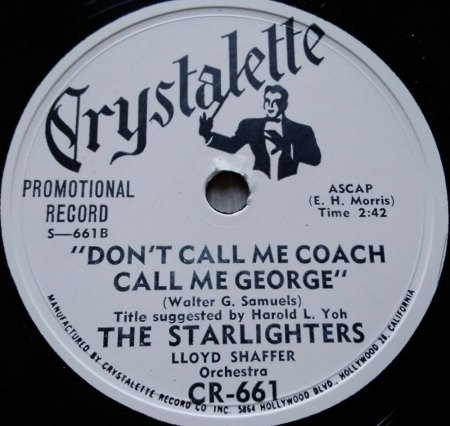 Crystalette
PROMOTIONAL
RECORD
S—661B
ASCAP
(E. H. Morris)
Time 2:42
"DON'T CALL ME COACH
CALL ME GEORGE"
(Walter G. Samuels)
Title suggested by Harold L. Yoh
THE STARLIGHTERS
LLOYD SHAFFER
Orchestra
CR-661
MANUFACTURED BY CRYSTALETTE RECORD CO INC. 5864 HOLLYWOOD BLVD., HOLLYWOOD 28, CALIFORNIA